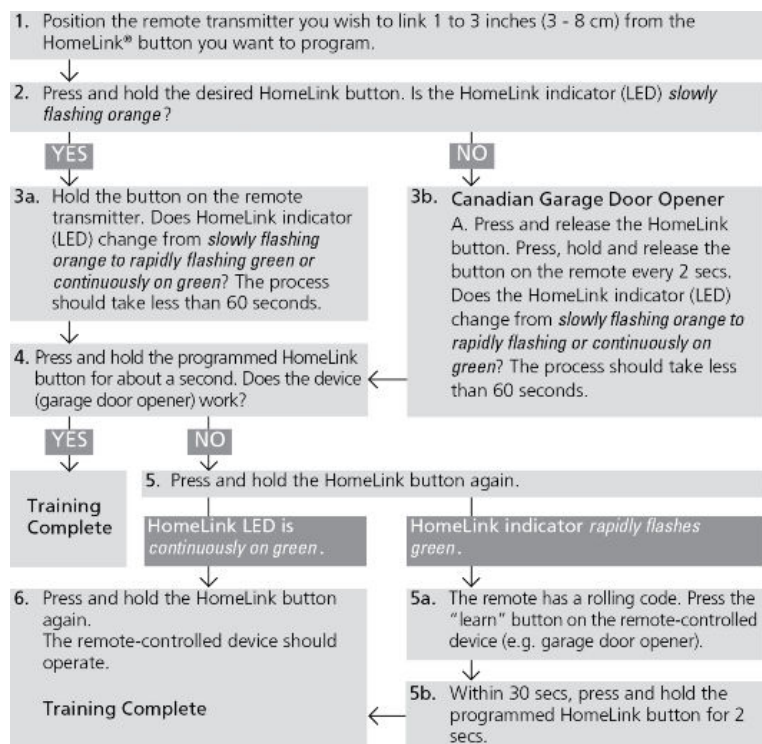 1. Position the remote transmitter you wish to link 1 to 3 inches (3 - 8 cm) from the
HomeLink® button you want to program.
2. Press and hold the desired HomeLink button. Is the HomeLink indicator (LED) slowly
flashing orange?
YES
NO
3a. Hold the button on the remote
transmitter. Does HomeLink indicator
(LED) change from slowly flashing
orange to rapidly flashing green or
continuously on green? The process
should take less than 60 seconds.
3b. Canadian Garage Door Opener
A. Press and release the HomeLink
button. Press, hold and release the
button on the remote every 2 secs.
Does the HomeLink indicator (LED)
change from slowly flashing orange to
rapidly flashing or continuously on
green? The process should take less
than 60 seconds.
4. Press and hold the programmed HomeLink
button for about a second. Does the device
(garage door opener) work?
YES
NO
Training
Complete
5. Press and hold the HomeLink button again.
HomeLink LED is
continuously on green.
HomeLink indicator rapidly flashes
green.
6. Press and hold the HomeLink button
again.
The remote-controlled device should
operate.
Training Complete
5a. The remote has a rolling code. Press the
“learn” button on the remote-controlled
device (e.g. garage door opener).
5b. Within 30 secs, press and hold the
programmed HomeLink button for 2
secs.